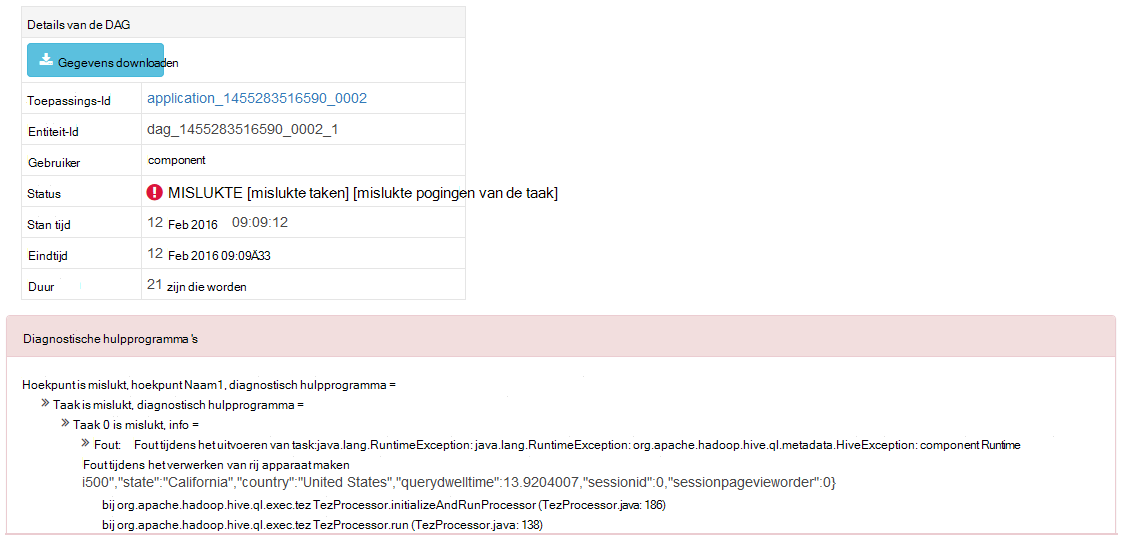 Details van de DAG
Gegevens downloaden
Toepassings-Id application_1455283516590_0002
Entiteit-Id dag_1455283516590_0002_1
Gebruiker component
Status MISLUKTE [mislukte taken] [mislukte pogingen van de taak]
Stan tijd 12 Feb 2016 09:09:12
Eindtijd 12 Feb 2016 09:09Ä33
Duur 21 zijn die worden
Diagnostische hulpprogramma's
Hoekpunt is mislukt, hoekpunt Naam1, diagnostisch hulpprogramma =
Taak is mislukt, diagnostisch hulpprogramma =
Taak 0 is mislukt, info =
Fout: Fout tijdens het uitvoeren van task:java.lang.RuntimeException: java.lang.RuntimeException: org.apache.hadoop.hive.ql.metadata.HiveException: component Runtime
Fout tijdens het verwerken van rij apparaat maken
i500","state":"California","country":"United States","querydwelltime":13.9204007,"sessionid":0,"sessionpagevieworder":0}
bij org.apache.hadoop.hive.ql.exec.tez TezProcessor.initializeAndRunProcessor (TezProcessor.java: 186)
bij org.apache.hadoop.hive.ql.exec.tez TezProcessor.run (TezProcessor.java: 138)